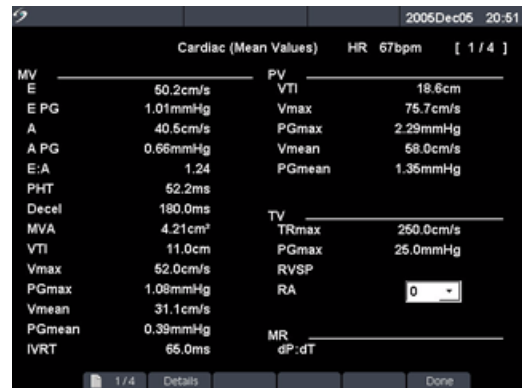 2005Dec05 20:51
Cardiac (Mean Values) HR 67bpm [ 1/4 ]
MV
E 50.2cm/s
E PG 1.01mmHg
A 40.5cm/s
A PG 0.66mmHg
E:A 1.24
PHT 52.2ms
Decel 180.0ms
MVA 4.21cm²
VTI 11.0cm
Vmax 52.0cm/s
PGmax 1.08mmHg
Vmean 31.1cm/s
PGmean 0.39mmHg
IVRT 65.0ms
PV
VTI 18.6cm
Vmax 75.7cm/s
PGmax 2.29mmHg
Vmean 58.0cm/s
PGmean 1.35mmHg
TV
TRmax 250.0cm/s
PGmax 25.0mmHg
RVSP
RA 0
MR
dP:dT
1/4 Details Done